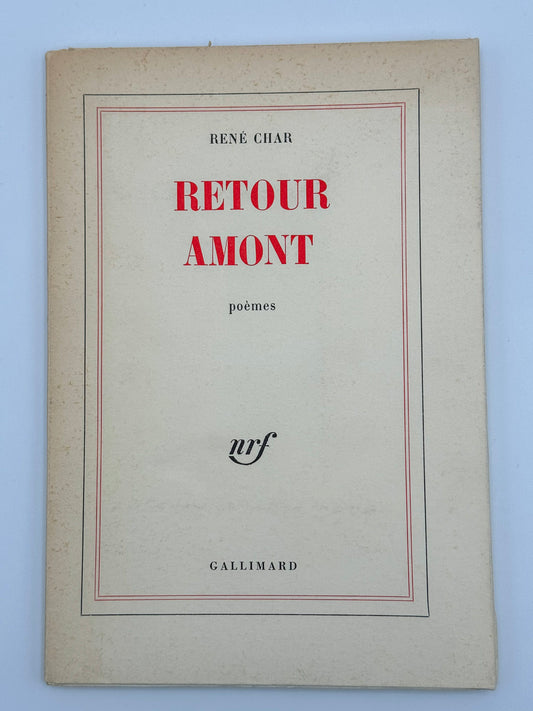 RENÉ CHAR
RETOUR
AMONT
poèmes
nrf
GALLIMARD